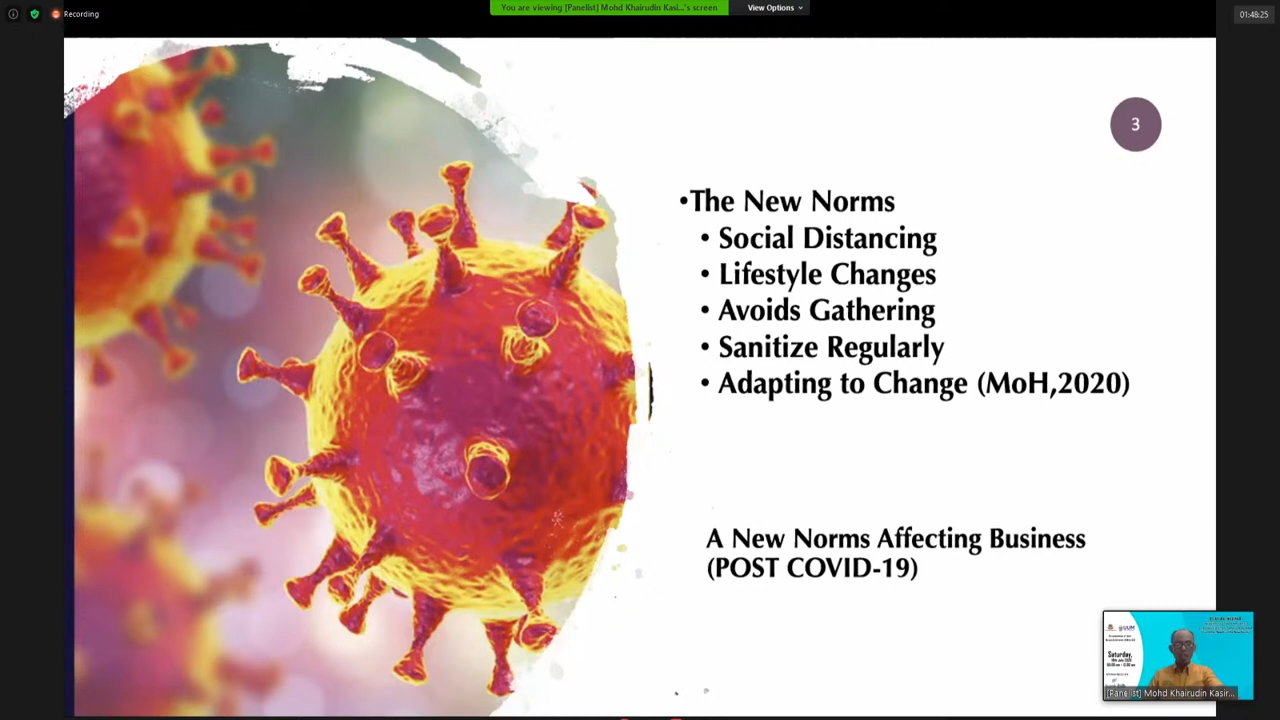 Recording
You are viewing [Panelist] Mohd Khairudin Kasi...'s screen
View Options
01:48:25
3
•The New Norms
• Social Distancing
• Lifestyle Changes
• Avoids Gathering
• Sanitize Regularly
• Adapting to Change (MoH,2020)
A New Norms Affecting Business
(POST COVID-19)
UUM
Saturday,
[Panelist] Mohd Khairudin Kasir...